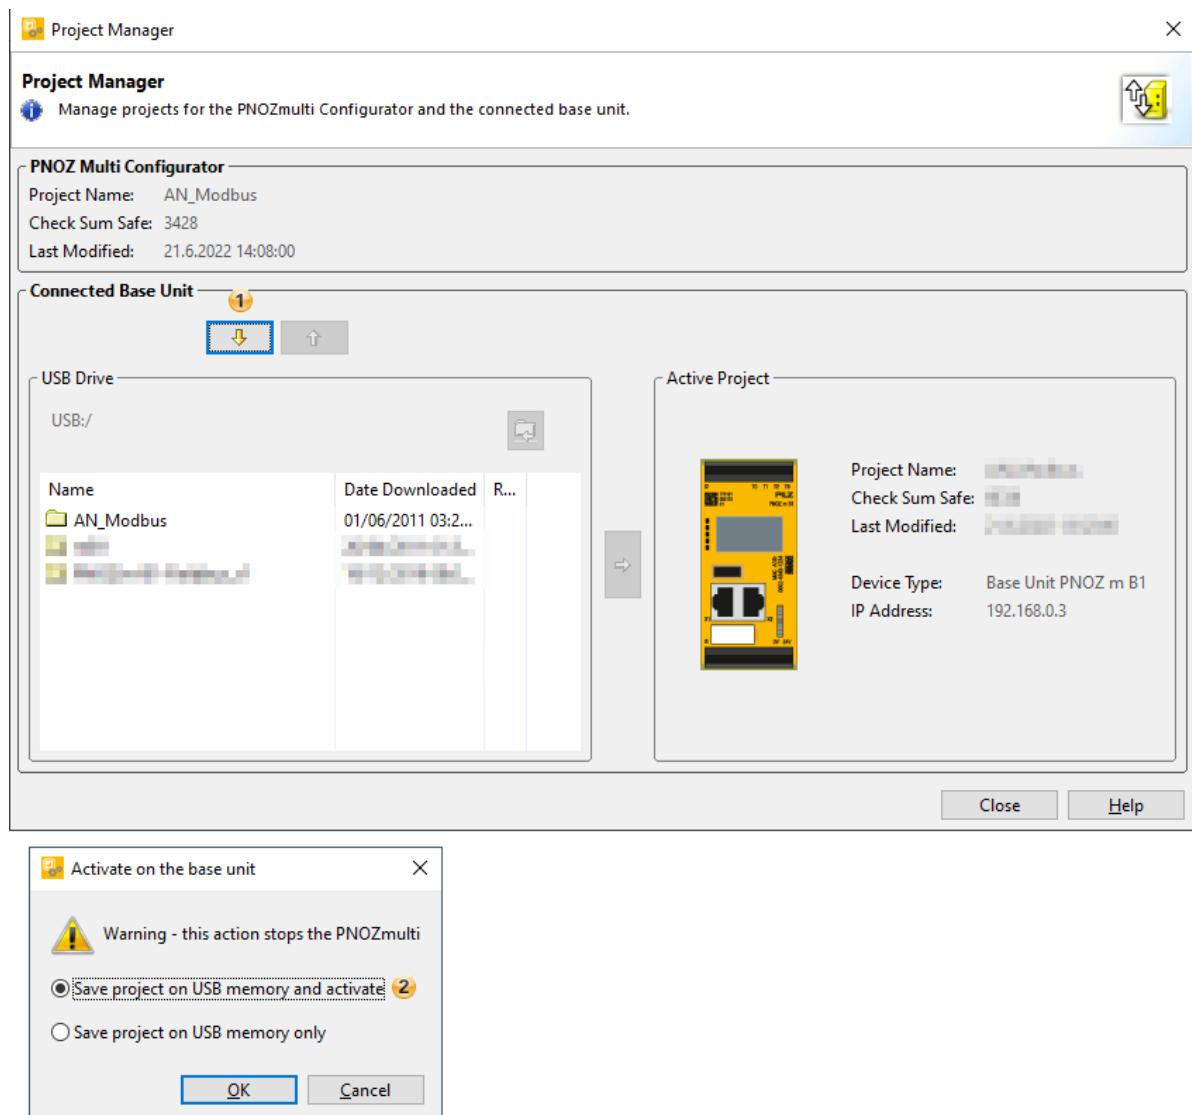 Project Manager
Project Manager
Manage projects for the PNOZmulti Configurator and the connected base unit.
PNOZ Multi Configurator
Project Name: AN_Modbus
Check Sum Safe: 3428
Last Modified: 21.6.2022 14:08:00
Connected Base Unit
1
USB Drive
USB:/
Name Date Downloaded R...
AN_Modbus 01/06/2011 03:2...
Active Project
PILZ
Project Name:
Check Sum Safe:
Last Modified:
Device Type: Base Unit PNOZ m B1
IP Address: 192.168.0.3
Close Help
Activate on the base unit
Warning - this action stops the PNOZmulti
Save project on USB memory and activate 2
Save project on USB memory only
OK Cancel